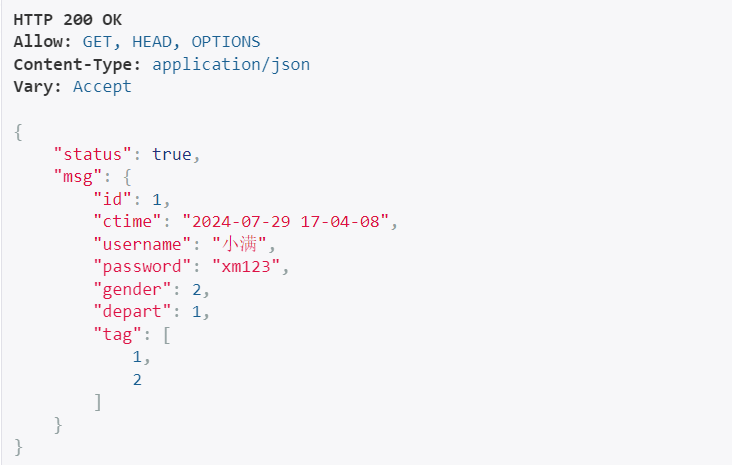 HTTP 200 OK
Allow: GET, HEAD, OPTIONS
Content-Type: application/json
Vary: Accept

{
    "status": true,
    "msg": {
        "id": 1,
        "ctime": "2024-07-29 17-04-08",
        "username": "小满",
        "password": "xm123",
        "gender": 2,
        "depart": 1,
        "tag": [
            1,
            2
        ]
    }
}